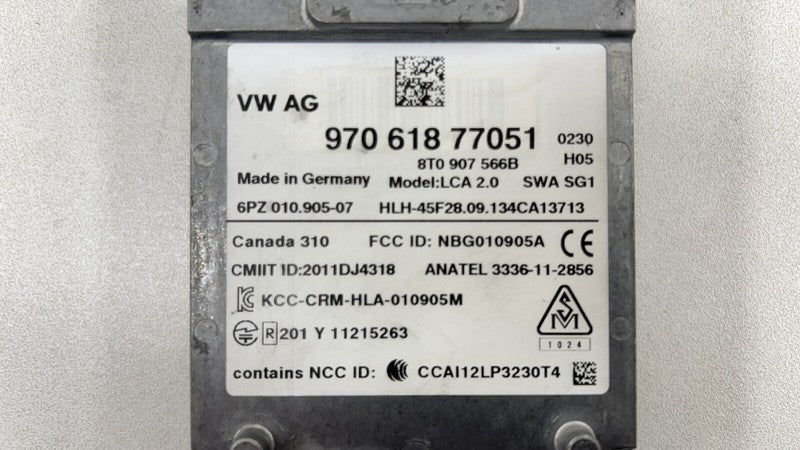 VW AG
970 618 77051 0230
8T0 907 566B H05
Made in Germany Model:LCA 2.0 SWA SG1
6PZ 010.905-07 HLH-45F28.09.134CA13713
Canada 310 FCC ID: NBG010905A CE
CMIIT ID:2011DJ4318 ANATEL 3336-11-2856
KCC-CRM-HLA-010905M
R 201 Y 11215263
S M
1024
contains NCC ID: CCAI12LP3230T4